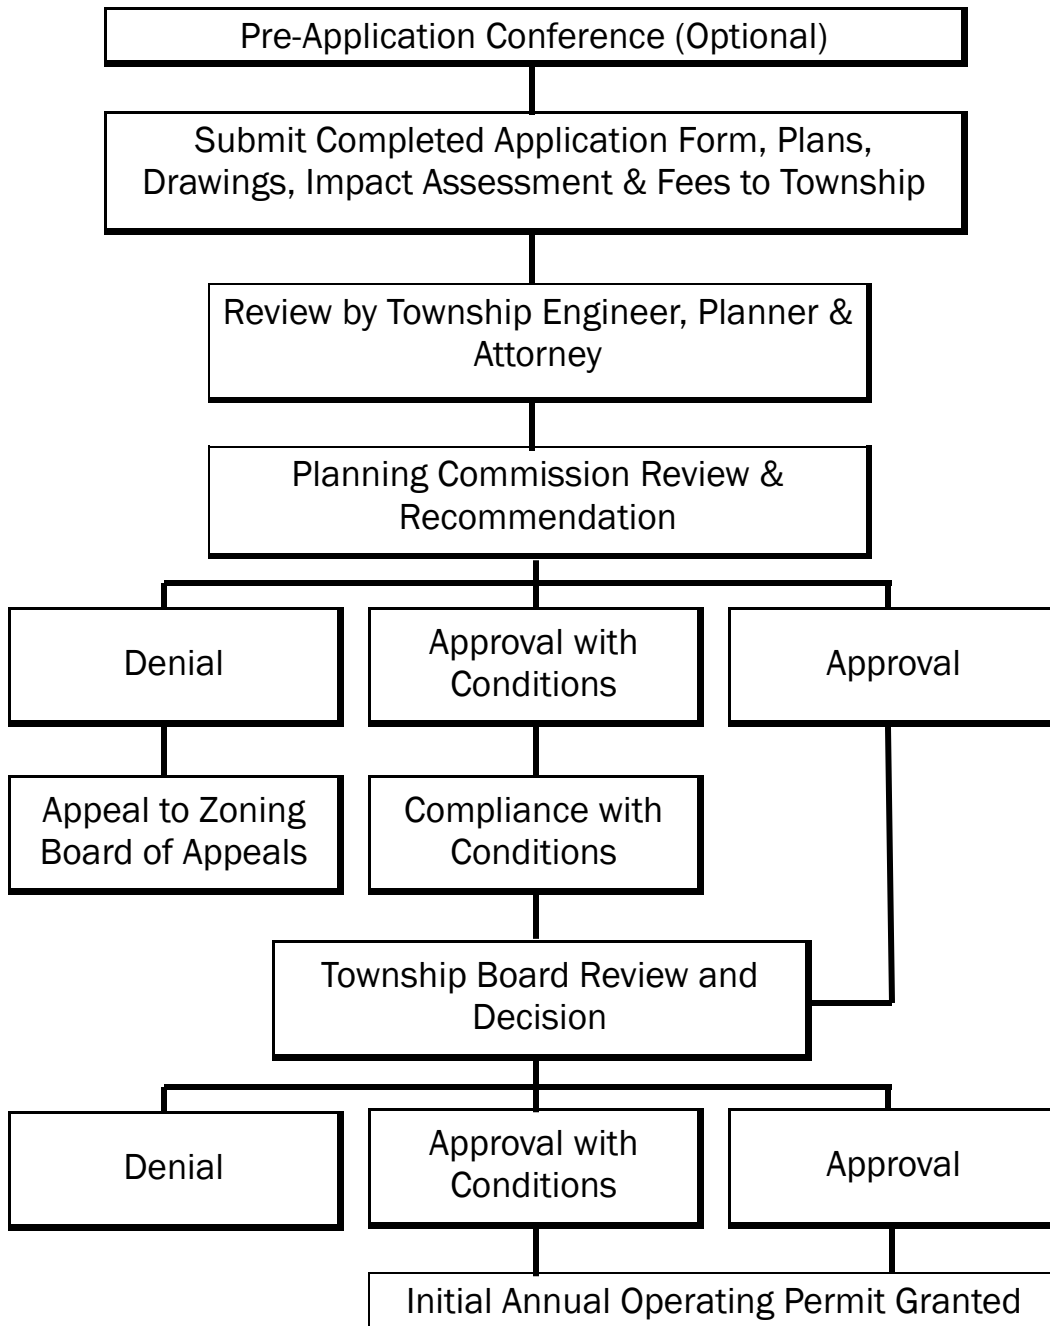 Pre-Application Conference (Optional)
Submit Completed Application Form, Plans,
Drawings, Impact Assessment & Fees to Township
Review by Township Engineer, Planner &
Attorney
Planning Commission Review &
Recommendation
Denial
Approval with
Conditions
Approval
Appeal to Zoning
Board of Appeals
Compliance with
Conditions
Township Board Review and
Decision
Denial
Approval with
Conditions
Approval
Initial Annual Operating Permit Granted